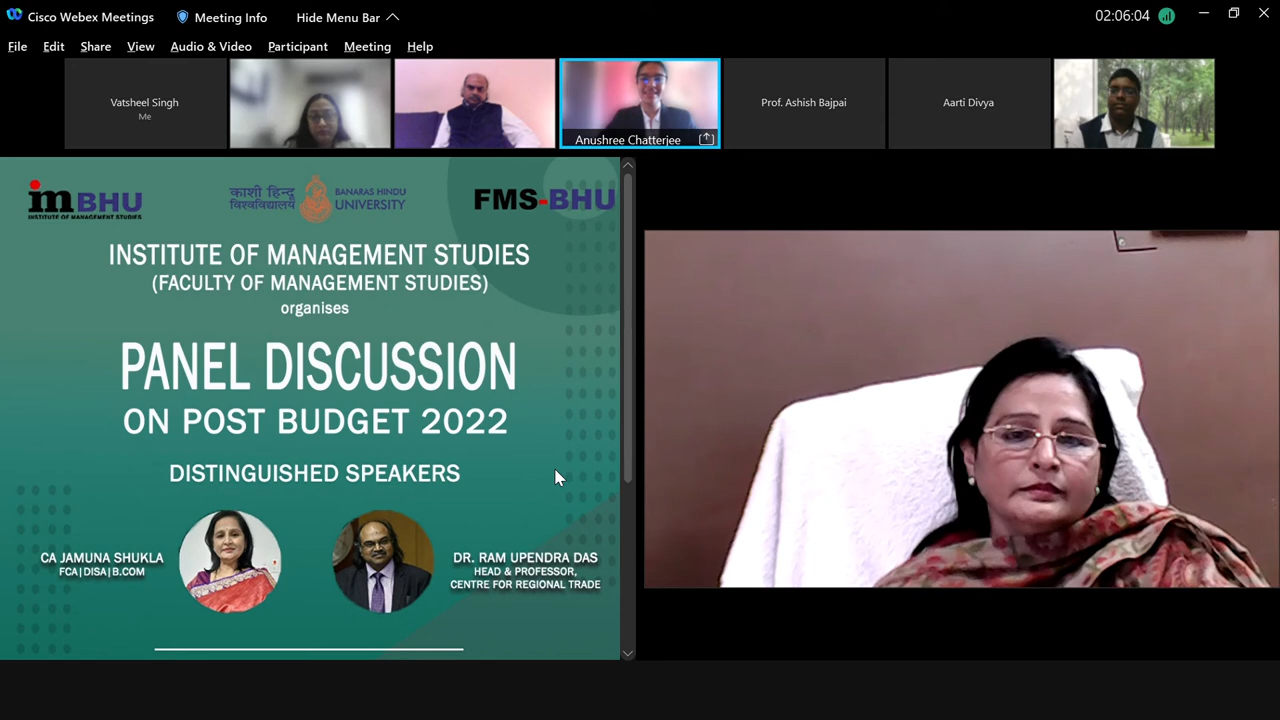 Cisco Webex Meetings
Meeting Info
Hide Menu Bar
02:06:04
File Edit Share View Audio & Video Participant Meeting Help
Vatsheel Singh
Me
Anushree Chatterjee
Prof. Ashish Bajpai
Aarti Divya
im BHU
INSTITUTE OF MANAGEMENT STUDIES
काशी हिन्दू
विश्वविद्यालय
BANARAS HINDU
UNIVERSITY
FMS-BHU
INSTITUTE OF MANAGEMENT STUDIES
(FACULTY OF MANAGEMENT STUDIES)
organises
PANEL DISCUSSION
ON POST BUDGET 2022
DISTINGUISHED SPEAKERS
CA JAMUNA SHUKLA
FCA|DISA|B.COM
DR. RAM UPENDRA DAS
HEAD & PROFESSOR,
CENTRE FOR REGIONAL TRADE